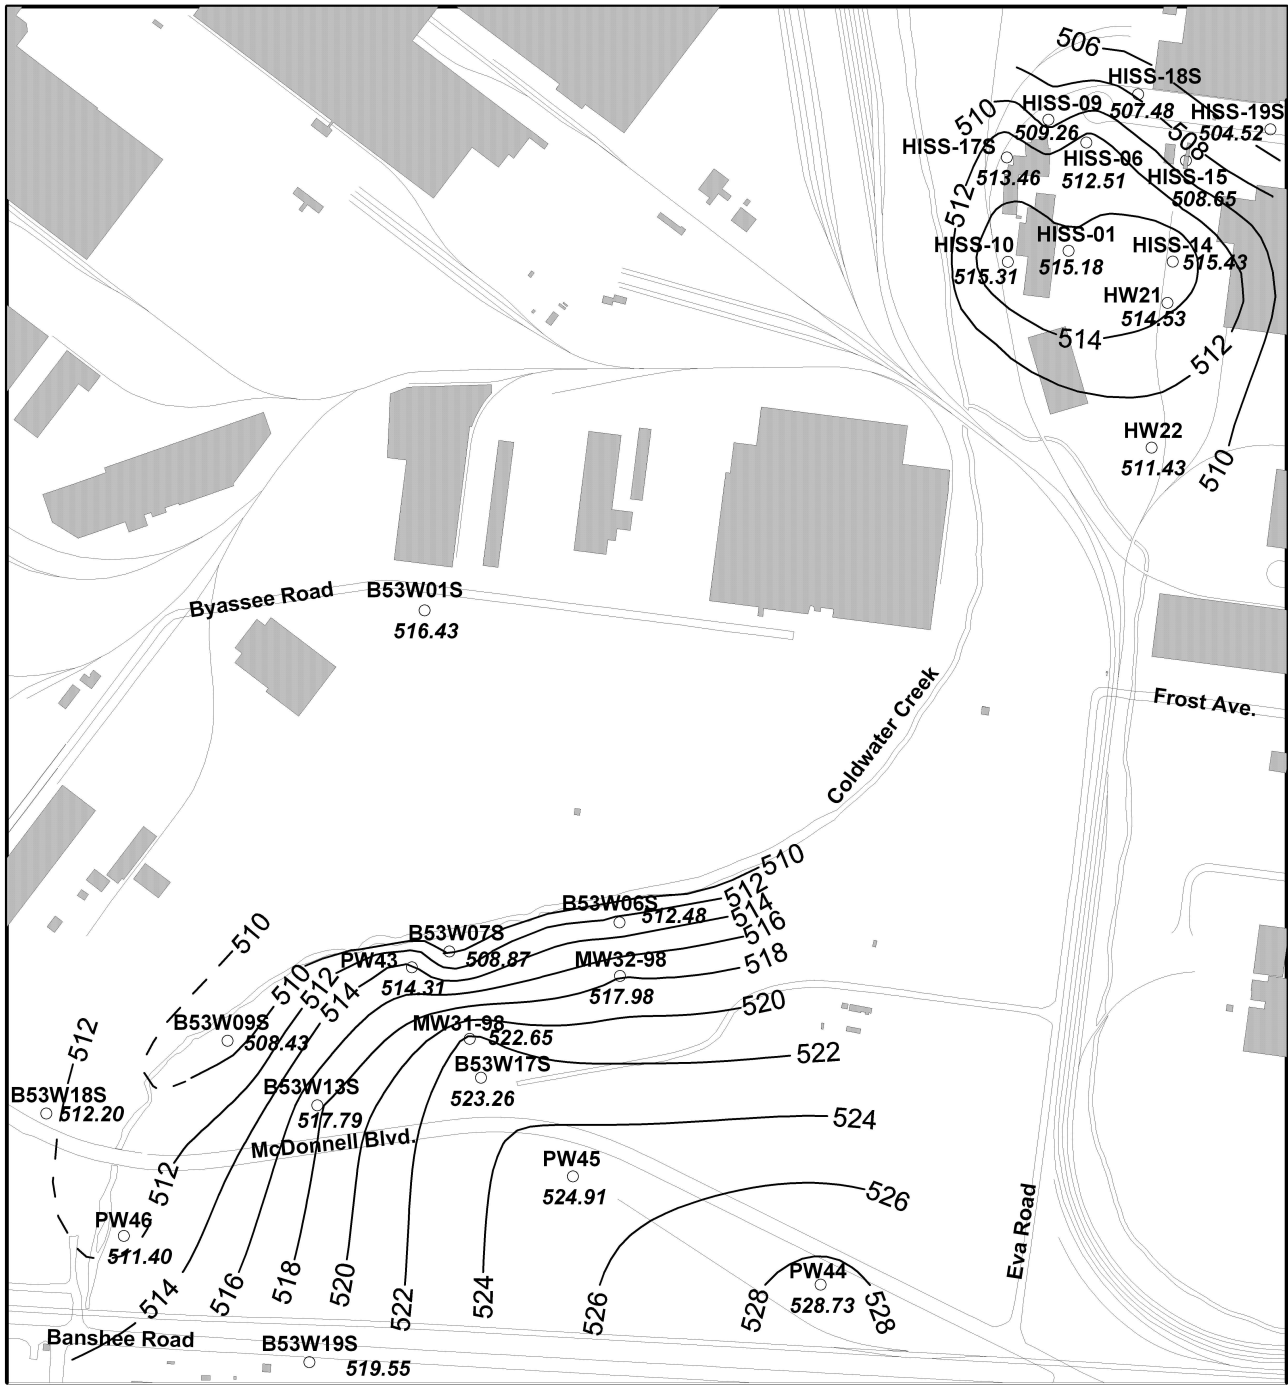 506
HISS-18S
507.48
HISS-09
509.26
510
HISS-19S
504.52
508
HISS-17S
513.46
HISS-06
512.51
HISS-15
508.65
512
HISS-10
515.31
HISS-01
515.18
HISS-14
515.43
HW21
514.53
514
512
HW22
511.43
510
Byassee Road
B53W01S
516.43
Coldwater Creek
Frost Ave.
510
512
514
516
518
520
522
524
526
B53W06S
512.48
B53W07S
508.87
PW43
514.31
MW32-98
517.98
510
510
512
514
B53W09S
508.43
MW31-98
522.65
B53W17S
523.26
512
B53W18S
512.20
B53W13S
517.79
McDonnell Blvd.
512
PW45
524.91
PW46
511.40
Eva Road
PW44
528.73
528
528
514
516
518
520
522
524
526
Banshee Road
B53W19S
519.55